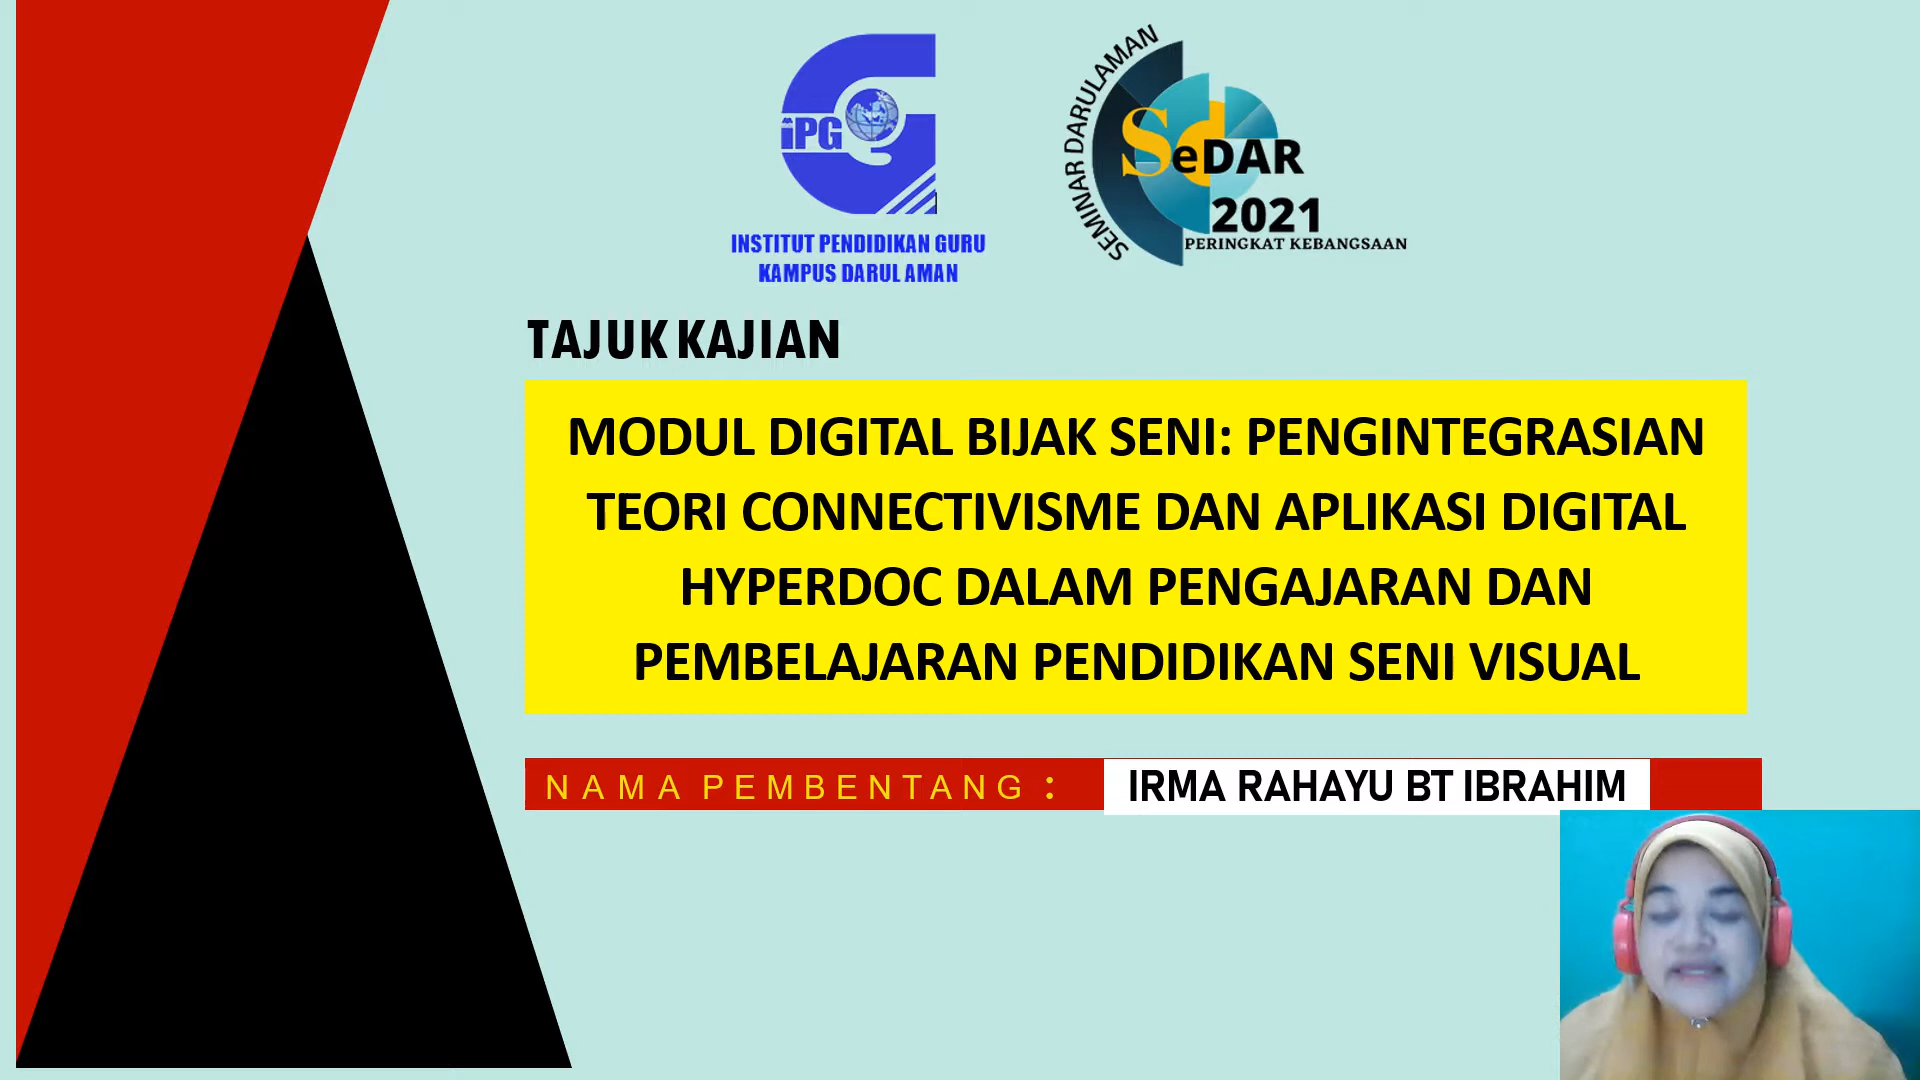 iPG
INSTITUT PENDIDIKAN GURU
KAMPUS DARUL AMAN
SEMINAR DARULAMAN
SeDAR
2021
PERINGKAT KEBANGSAAN
TAJUK KAJIAN
MODUL DIGITAL BIJAK SENI: PENGINTEGRASIAN
TEORI CONNECTIVISME DAN APLIKASI DIGITAL
HYPERDOC DALAM PENGAJARAN DAN
PEMBELAJARAN PENDIDIKAN SENI VISUAL
NAMA PEMBENTANG : IRMA RAHAYU BT IBRAHIM